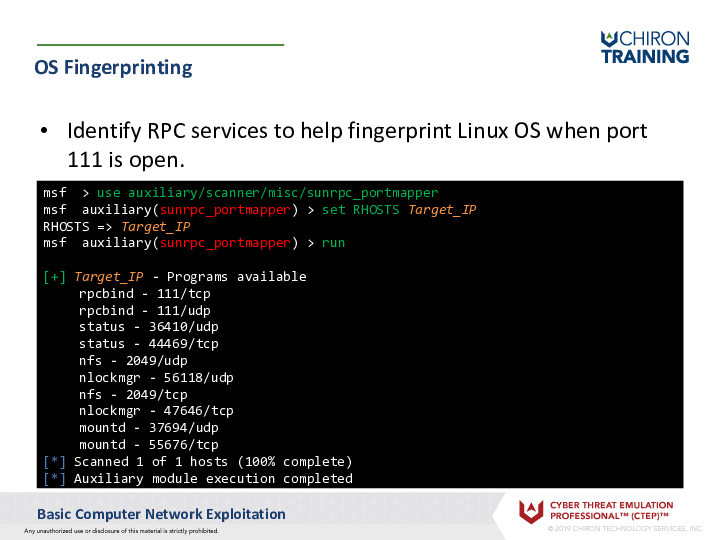 CHIRON
TRAINING
OS Fingerprinting
• Identify RPC services to help fingerprint Linux OS when port
111 is open.
msf > use auxiliary/scanner/misc/sunrpc_portmapper
msf auxiliary(sunrpc_portmapper) > set RHOSTS Target_IP
RHOSTS => Target_IP
msf auxiliary(sunrpc_portmapper) > run
[+] Target_IP - Programs available
rpcbind - 111/tcp
rpcbind - 111/udp
status - 36410/udp
status - 44469/tcp
nfs - 2049/udp
nlockmgr - 56118/udp
nfs - 2049/tcp
nlockmgr - 47646/tcp
mountd - 37694/udp
mountd - 55676/tcp
[*] Scanned 1 of 1 hosts (100% complete)
[*] Auxiliary module execution completed
Basic Computer Network Exploitation
CYBER THREAT EMULATION
PROFESSIONAL™ (CTEP)™
Any unauthorized use or disclosure of this material is strictly prohibited.
© 2019 CHIRON TECHNOLOGY SERVICES, INC.